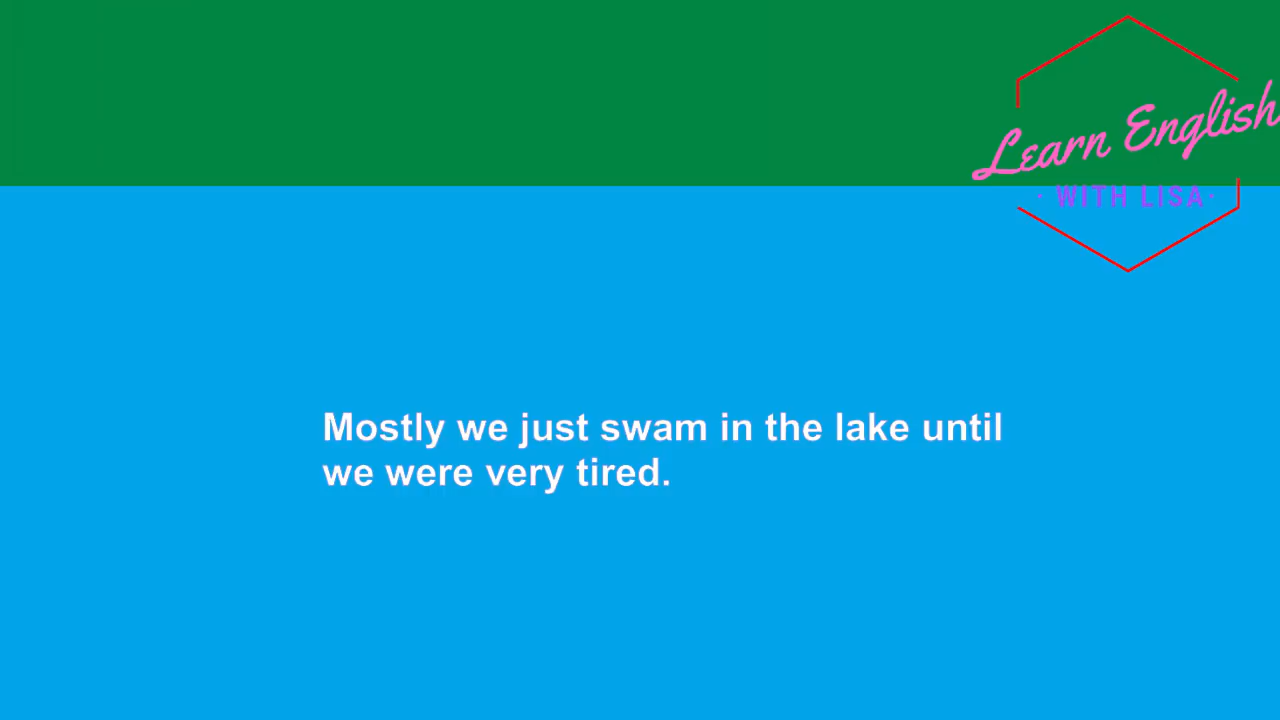 Learn English
· WITH LISA ·
Mostly we just swam in the lake until
we were very tired.